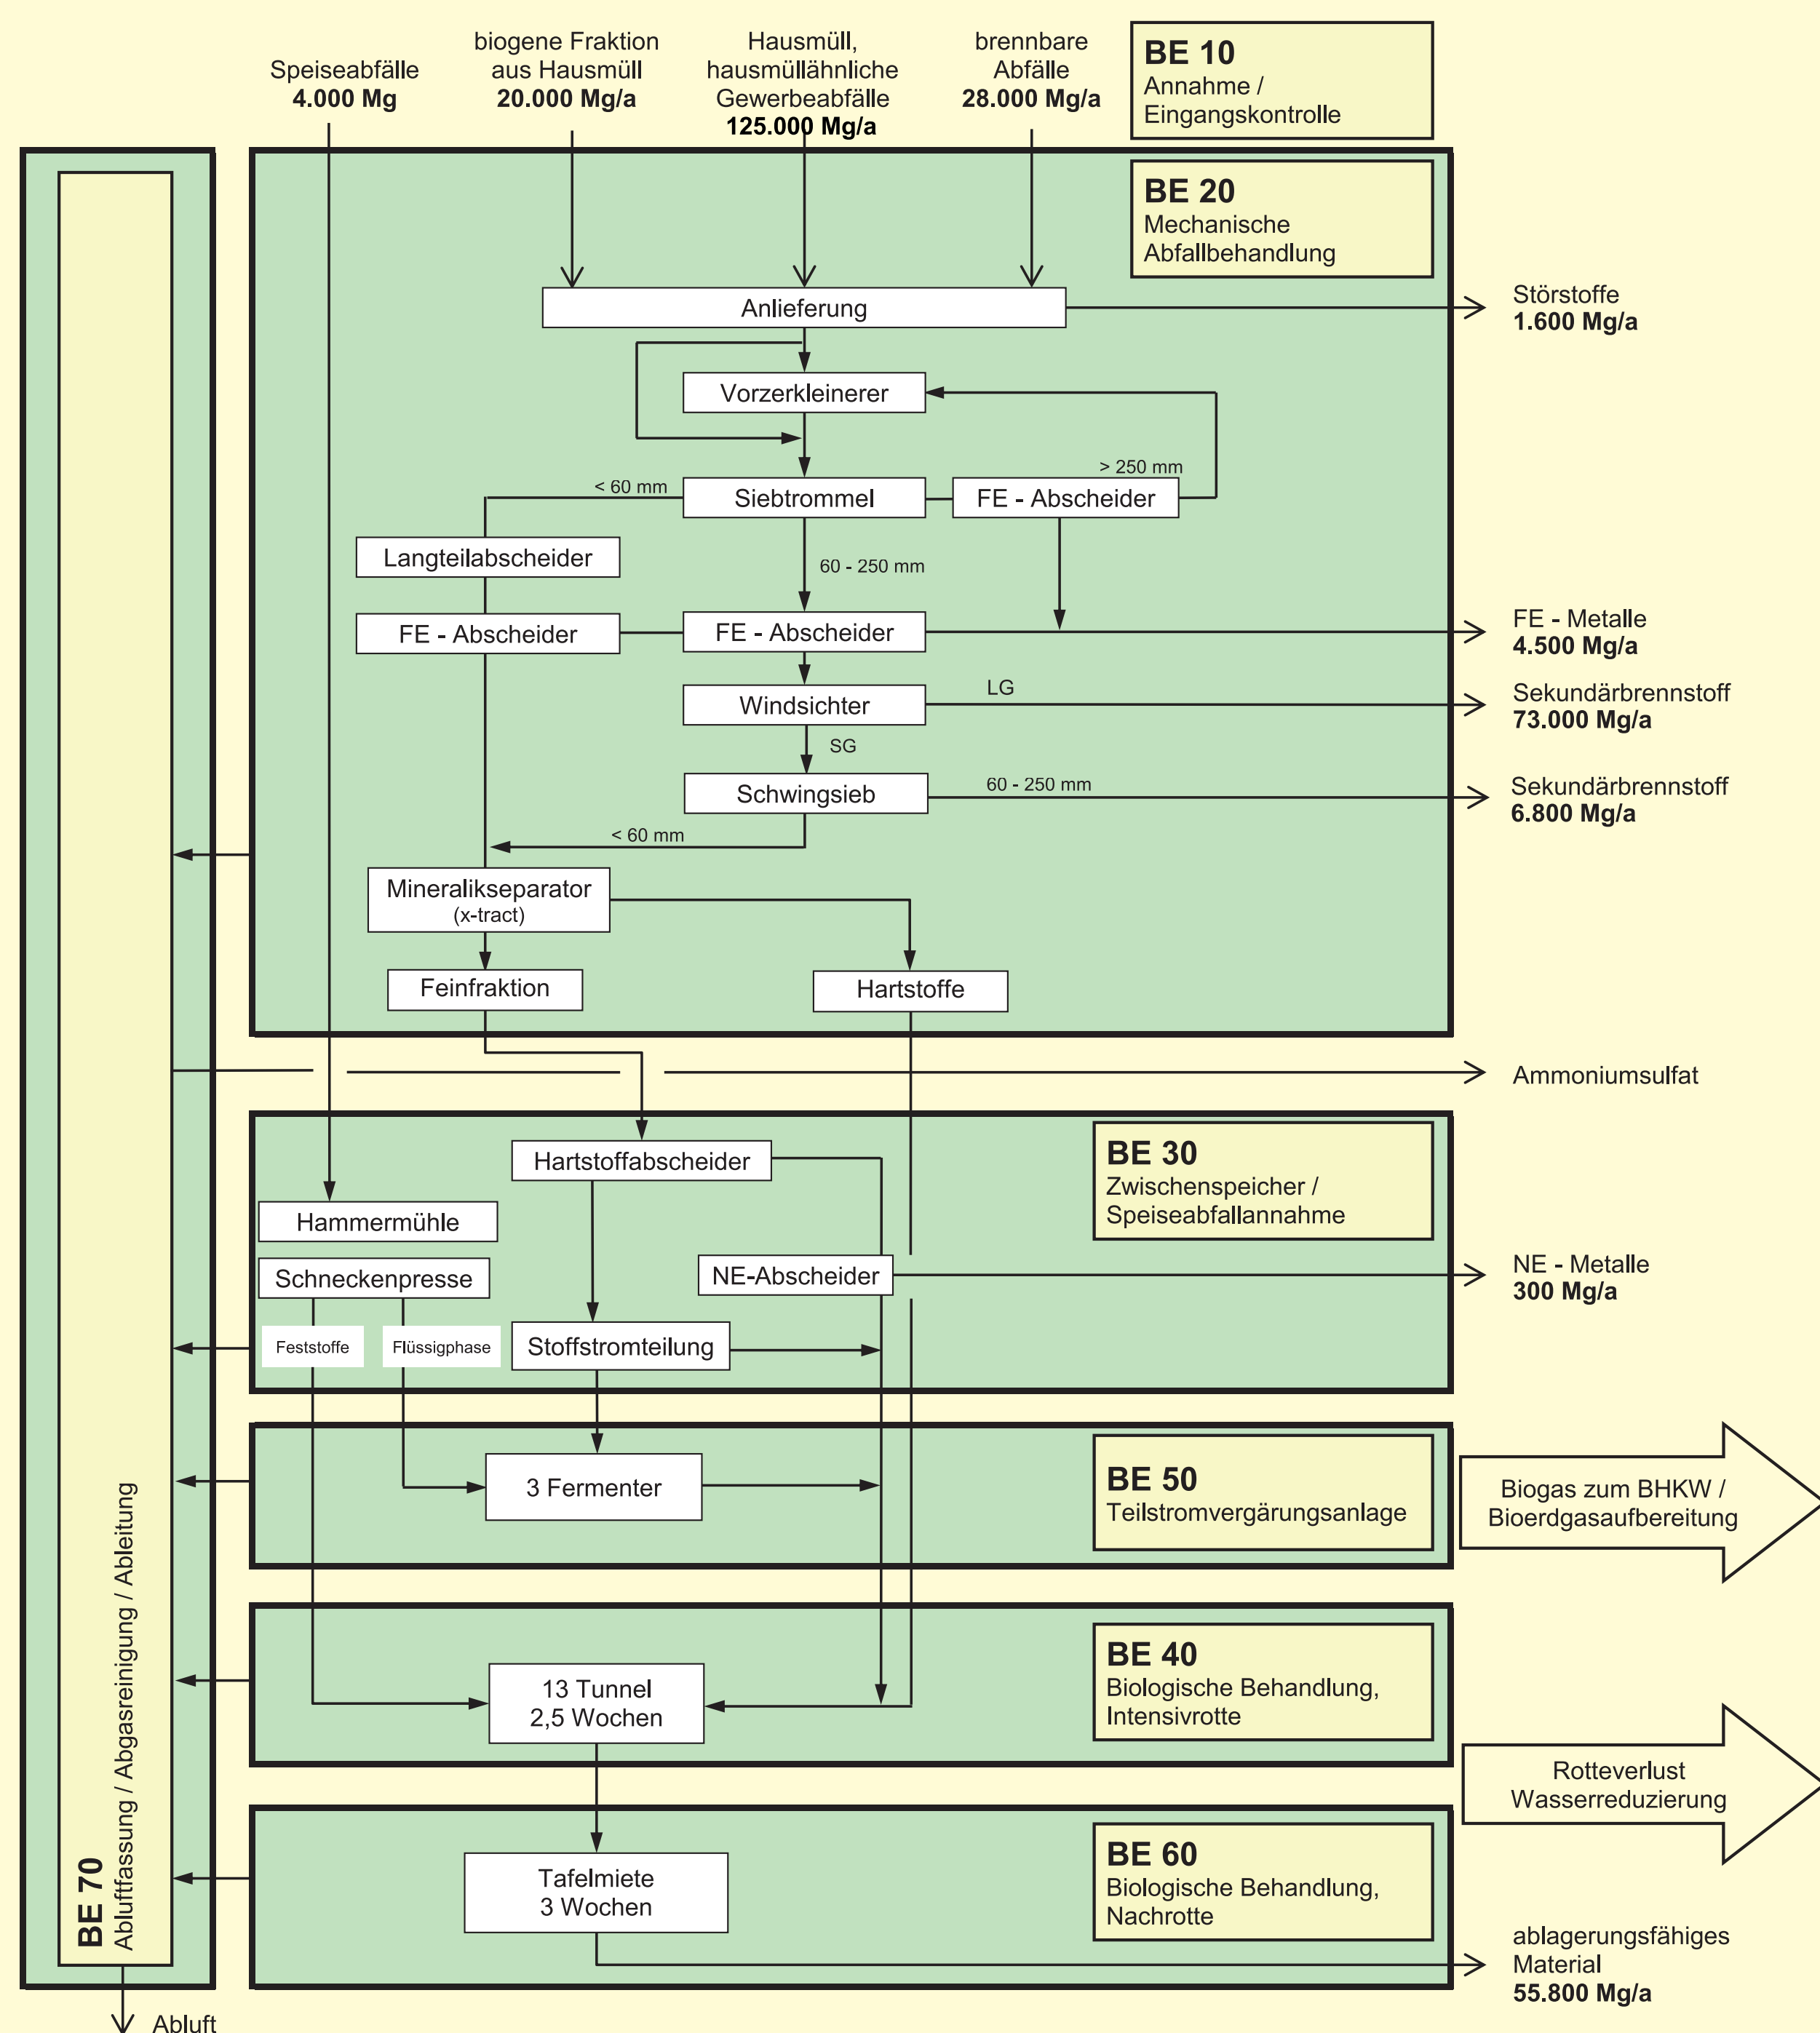 Speiseabfälle
4.000 Mg
biogene Fraktion
aus Hausmüll
20.000 Mg/a
Hausmüll,
hausmüllähnliche
Gewerbeabfälle
125.000 Mg/a
brennbare
Abfälle
28.000 Mg/a
BE 10
Annahme /
Eingangskontrolle
BE 20
Mechanische
Abfallbehandlung
Anlieferung
Störstoffe
1.600 Mg/a
Vorzerkleinerer
> 250 mm
< 60 mm
Siebtrommel
FE - Abscheider
Langteilabscheider
60 - 250 mm
FE - Abscheider
FE - Abscheider
FE - Metalle
4.500 Mg/a
Windsichter
LG
Sekundärbrennstoff
73.000 Mg/a
SG
Schwingsieb
60 - 250 mm
Sekundärbrennstoff
6.800 Mg/a
< 60 mm
Mineralikseparator
(x-tract)
Feinfraktion
Hartstoffe
Ammoniumsulfat
BE 30
Zwischenspeicher /
Speiseabfallannahme
Hartstoffabscheider
Hammermühle
Schneckenpresse
NE-Abscheider
NE - Metalle
300 Mg/a
Feststoffe
Flüssigphase
Stoffstromteilung
3 Fermenter
BE 50
Teilstromvergärungsanlage
Biogas zum BHKW /
Bioerdgasaufbereitung
13 Tunnel
2,5 Wochen
BE 40
Biologische Behandlung,
Intensivrotte
Rotteverlust
Wasserreduzierung
Tafelmiete
3 Wochen
BE 60
Biologische Behandlung,
Nachrotte
ablagerungsfähiges
Material
55.800 Mg/a
BE 70
Abluftfassung / Abgasreinigung / Ableitung
Abluft